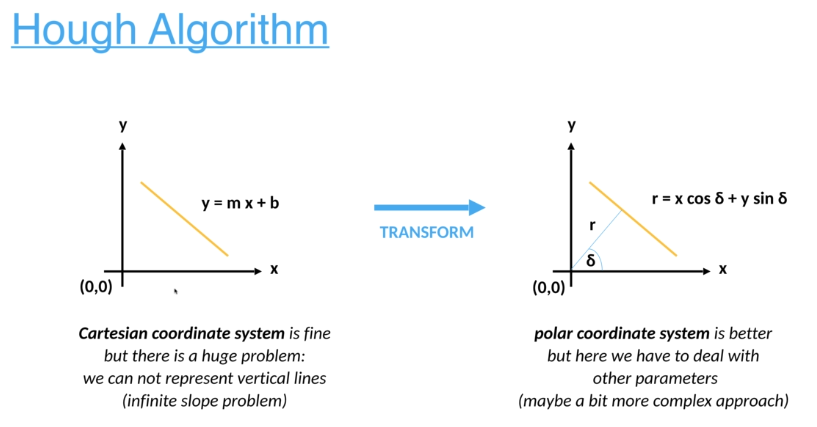 Hough Algorithm
y
y = m x + b
x
(0,0)
TRANSFORM
y
r = x cos δ + y sin δ
r
δ
x
(0,0)
Cartesian coordinate system is fine
but there is a huge problem:
we can not represent vertical lines
(infinite slope problem)
polar coordinate system is better
but here we have to deal with
other parameters
(maybe a bit more complex approach)